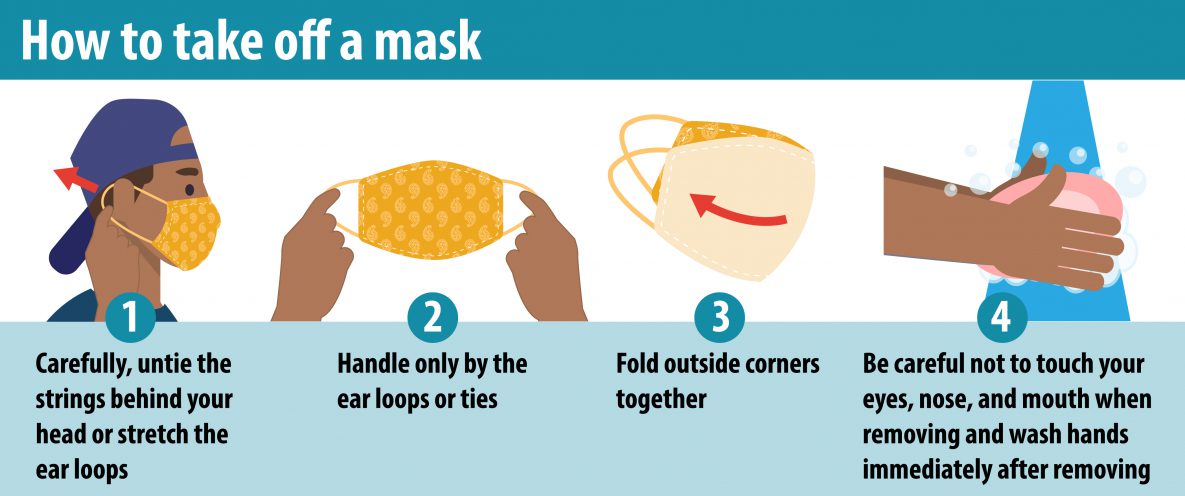 How to take off a mask
1
Carefully, untie the
strings behind your
head or stretch the
ear loops
2
Handle only by the
ear loops or ties
3
Fold outside corners
together
4
Be careful not to touch your
eyes, nose, and mouth when
removing and wash hands
immediately after removing